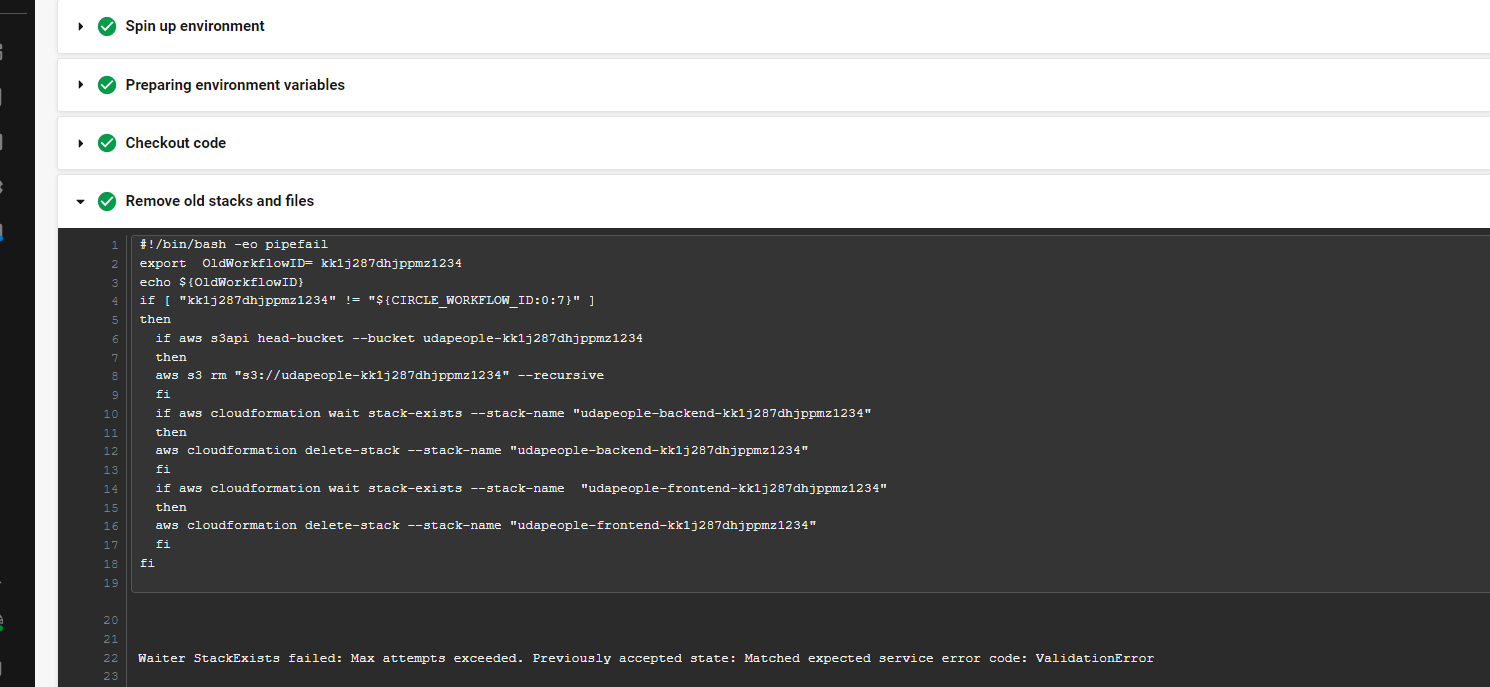 Spin up environment
Preparing environment variables
Checkout code
Remove old stacks and files
1 #!/bin/bash -eo pipefail
2 export  OldWorkflowID= kk1j287dhjppmz1234
3 echo ${OldWorkflowID}
4 if [ "kk1j287dhjppmz1234" != "${CIRCLE_WORKFLOW_ID:0:7}" ]
5 then
6   if aws s3api head-bucket --bucket udapeople-kk1j287dhjppmz1234
7   then
8   aws s3 rm "s3://udapeople-kk1j287dhjppmz1234" --recursive
9   fi
10   if aws cloudformation wait stack-exists --stack-name "udapeople-backend-kk1j287dhjppmz1234"
11   then
12   aws cloudformation delete-stack --stack-name "udapeople-backend-kk1j287dhjppmz1234"
13   fi
14   if aws cloudformation wait stack-exists --stack-name  "udapeople-frontend-kk1j287dhjppmz1234"
15   then
16   aws cloudformation delete-stack --stack-name "udapeople-frontend-kk1j287dhjppmz1234"
17   fi
18 fi
19
20
21
22 Waiter StackExists failed: Max attempts exceeded. Previously accepted state: Matched expected service error code: ValidationError
23